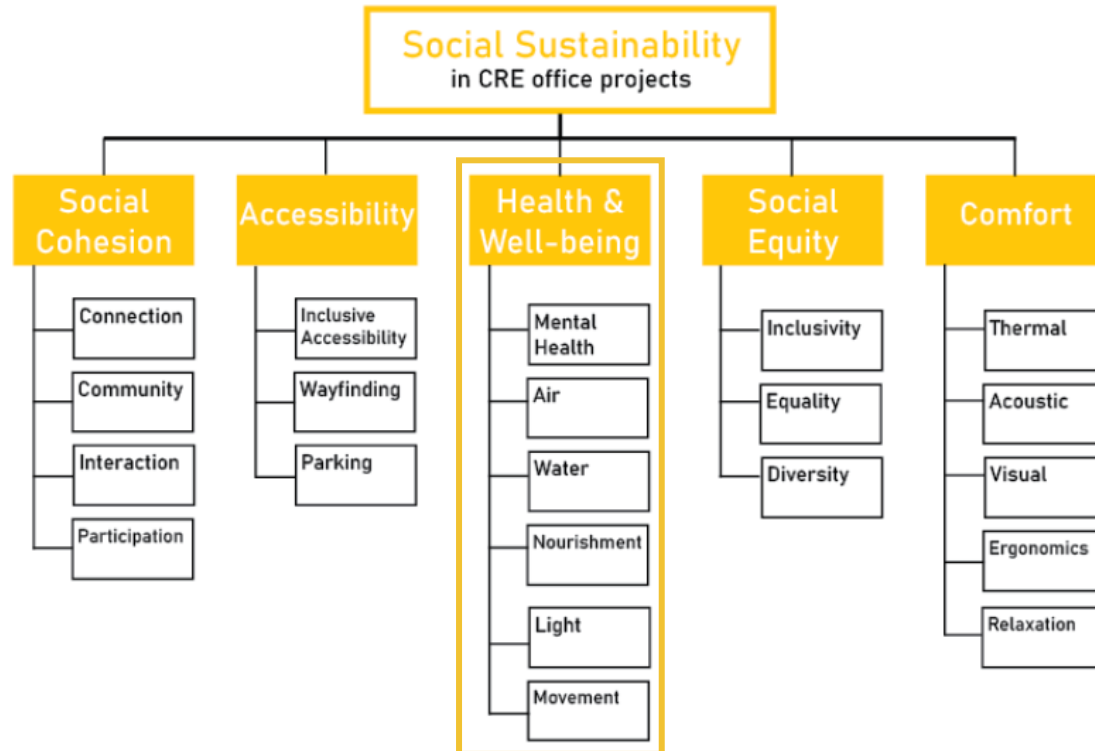 Social Sustainability
in CRE office projects
Social
Cohesion
Connection
Community
Interaction
Participation
Accessibility
Inclusive
Accessibility
Wayfinding
Parking
Health &
Well-being
Mental
Health
Air
Water
Nourishment
Light
Movement
Social
Equity
Inclusivity
Equality
Diversity
Comfort
Thermal
Acoustic
Visual
Ergonomics
Relaxation